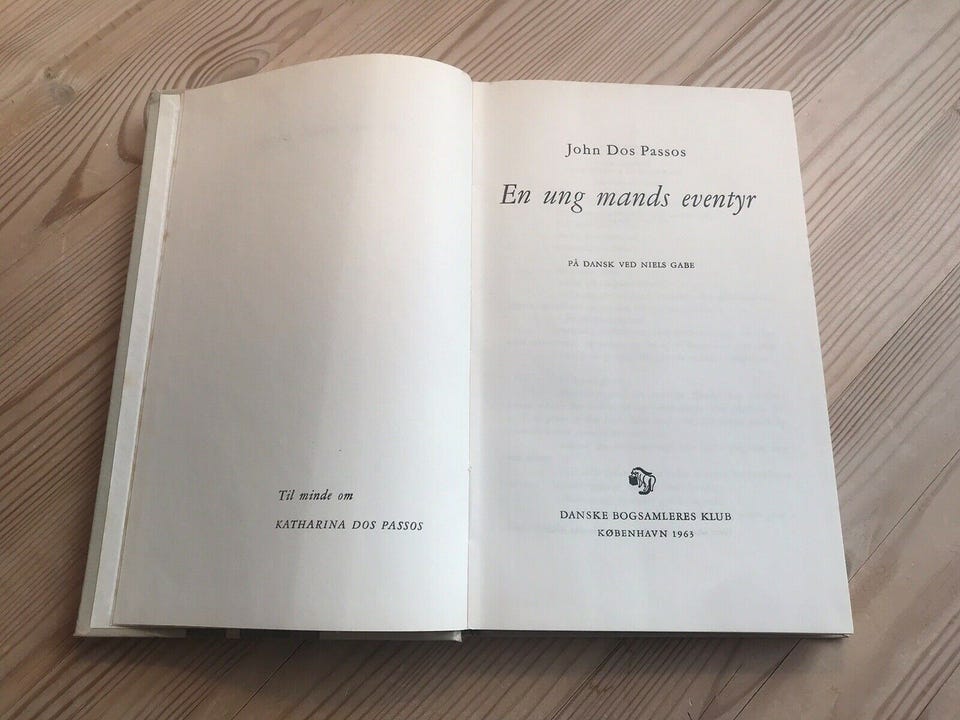 Til minde om
KATHARINA DOS PASSOS
John Dos Passos
En ung mands eventyr
PÅ DANSK VED NIELS GABE
DANSKE BOGSAMLERES KLUB
KØBENHAVN 1963